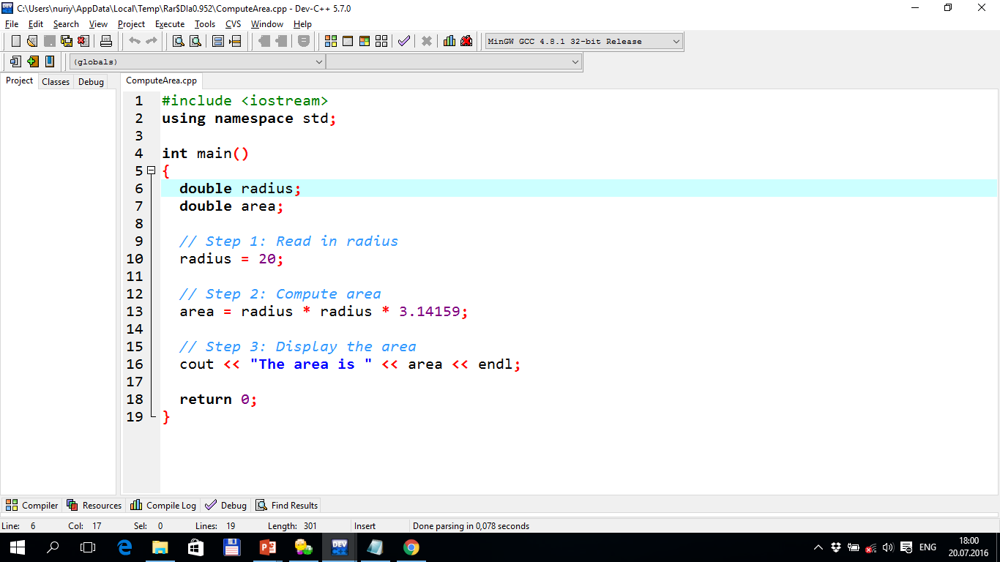 C:\Users\nuriy\AppData\Local\Temp\Rar$DIa0.952\ComputeArea.cpp - Dev-C++ 5.7.0
File Edit Search View Project Execute Tools CVS Window Help
MinGW GCC 4.8.1 32-bit Release
(globals)
Project Classes Debug
ComputeArea.cpp
1 #include <iostream>
2 using namespace std;
3
4 int main()
5 {
6 double radius;
7 double area;
8
9 // Step 1: Read in radius
10 radius = 20;
11
12 // Step 2: Compute area
13 area = radius * radius * 3.14159;
14
15 // Step 3: Display the area
16 cout << "The area is " << area << endl;
17
18 return 0;
19 }
Compiler Resources Compile Log Debug Find Results
Line: 6 Col: 17 Sel: 0 Lines: 19 Length: 301 Insert Done parsing in 0,078 seconds
DEV
ENG
18:00
20.07.2016